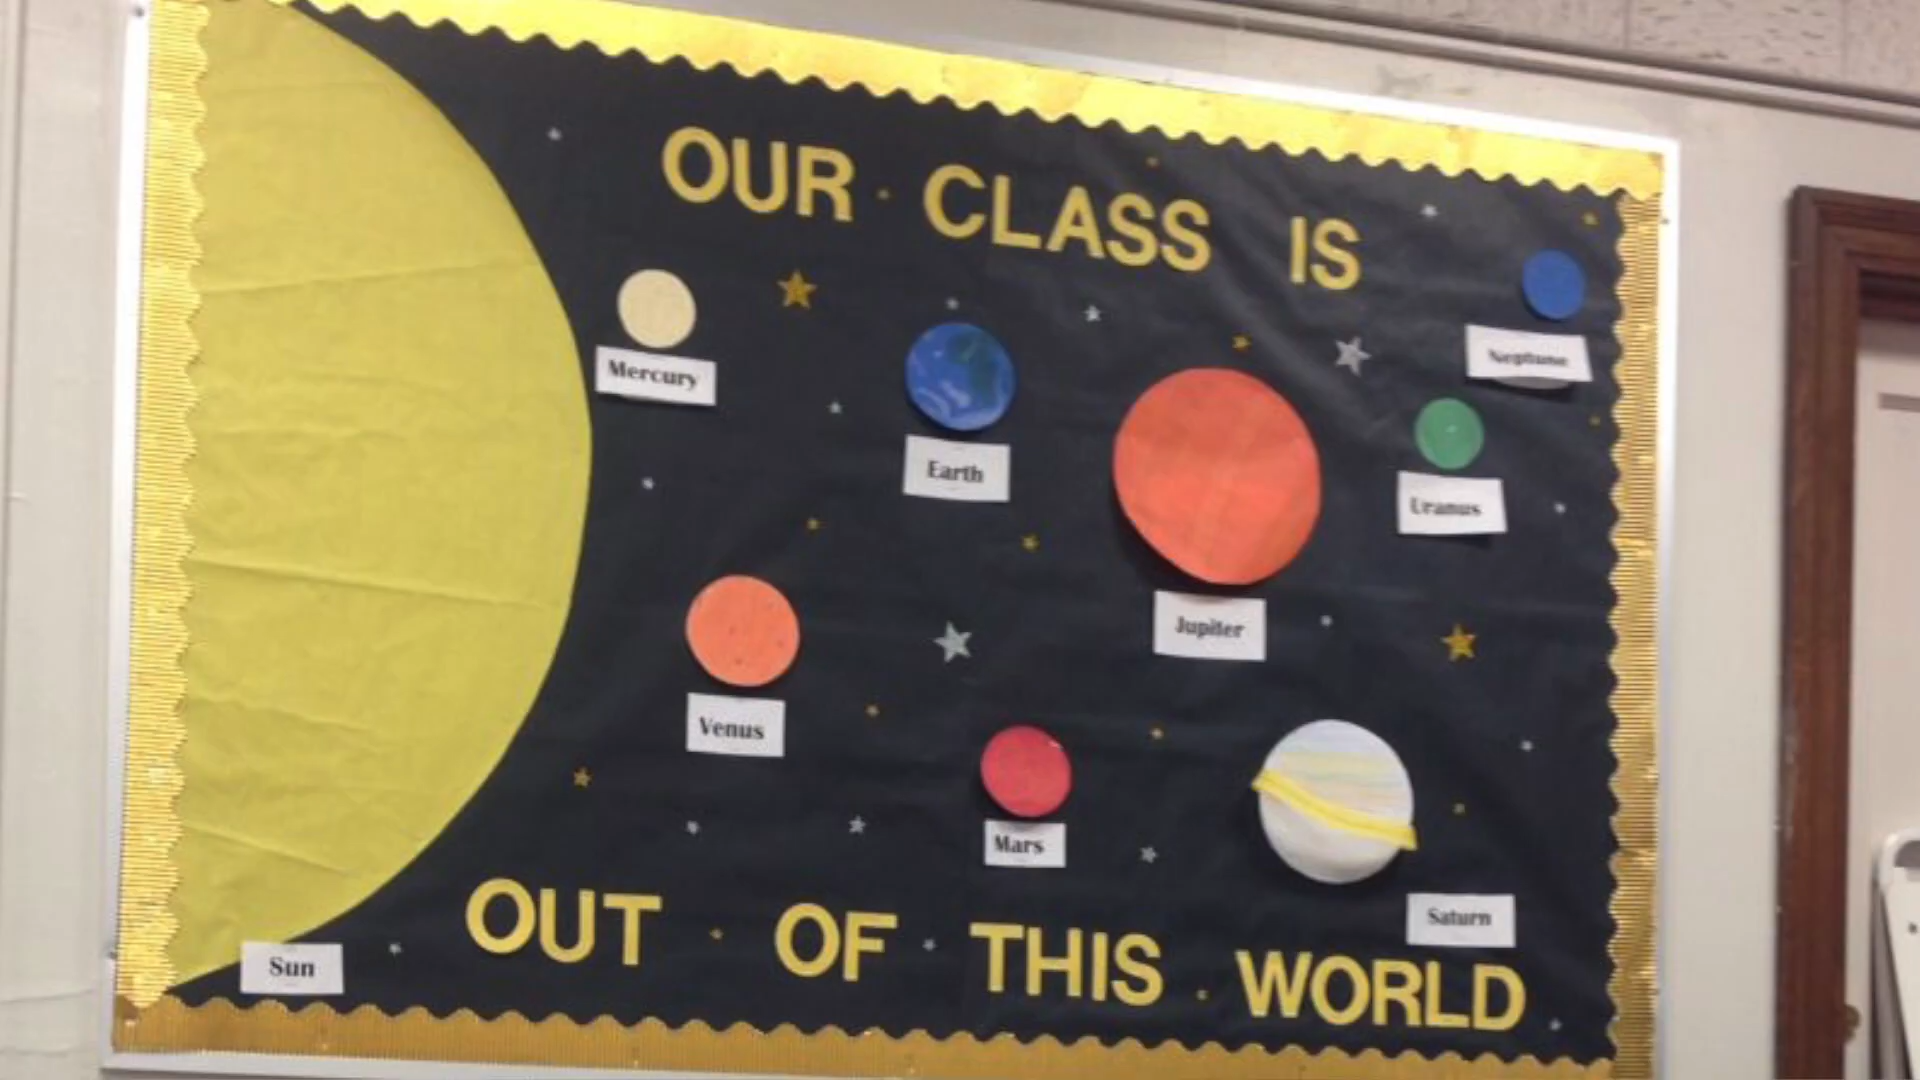 OUR CLASS IS
Neptune
Mercury
Earth
Uranus
Jupiter
Venus
Mars
Saturn
OUT OF THIS WORLD
Sun